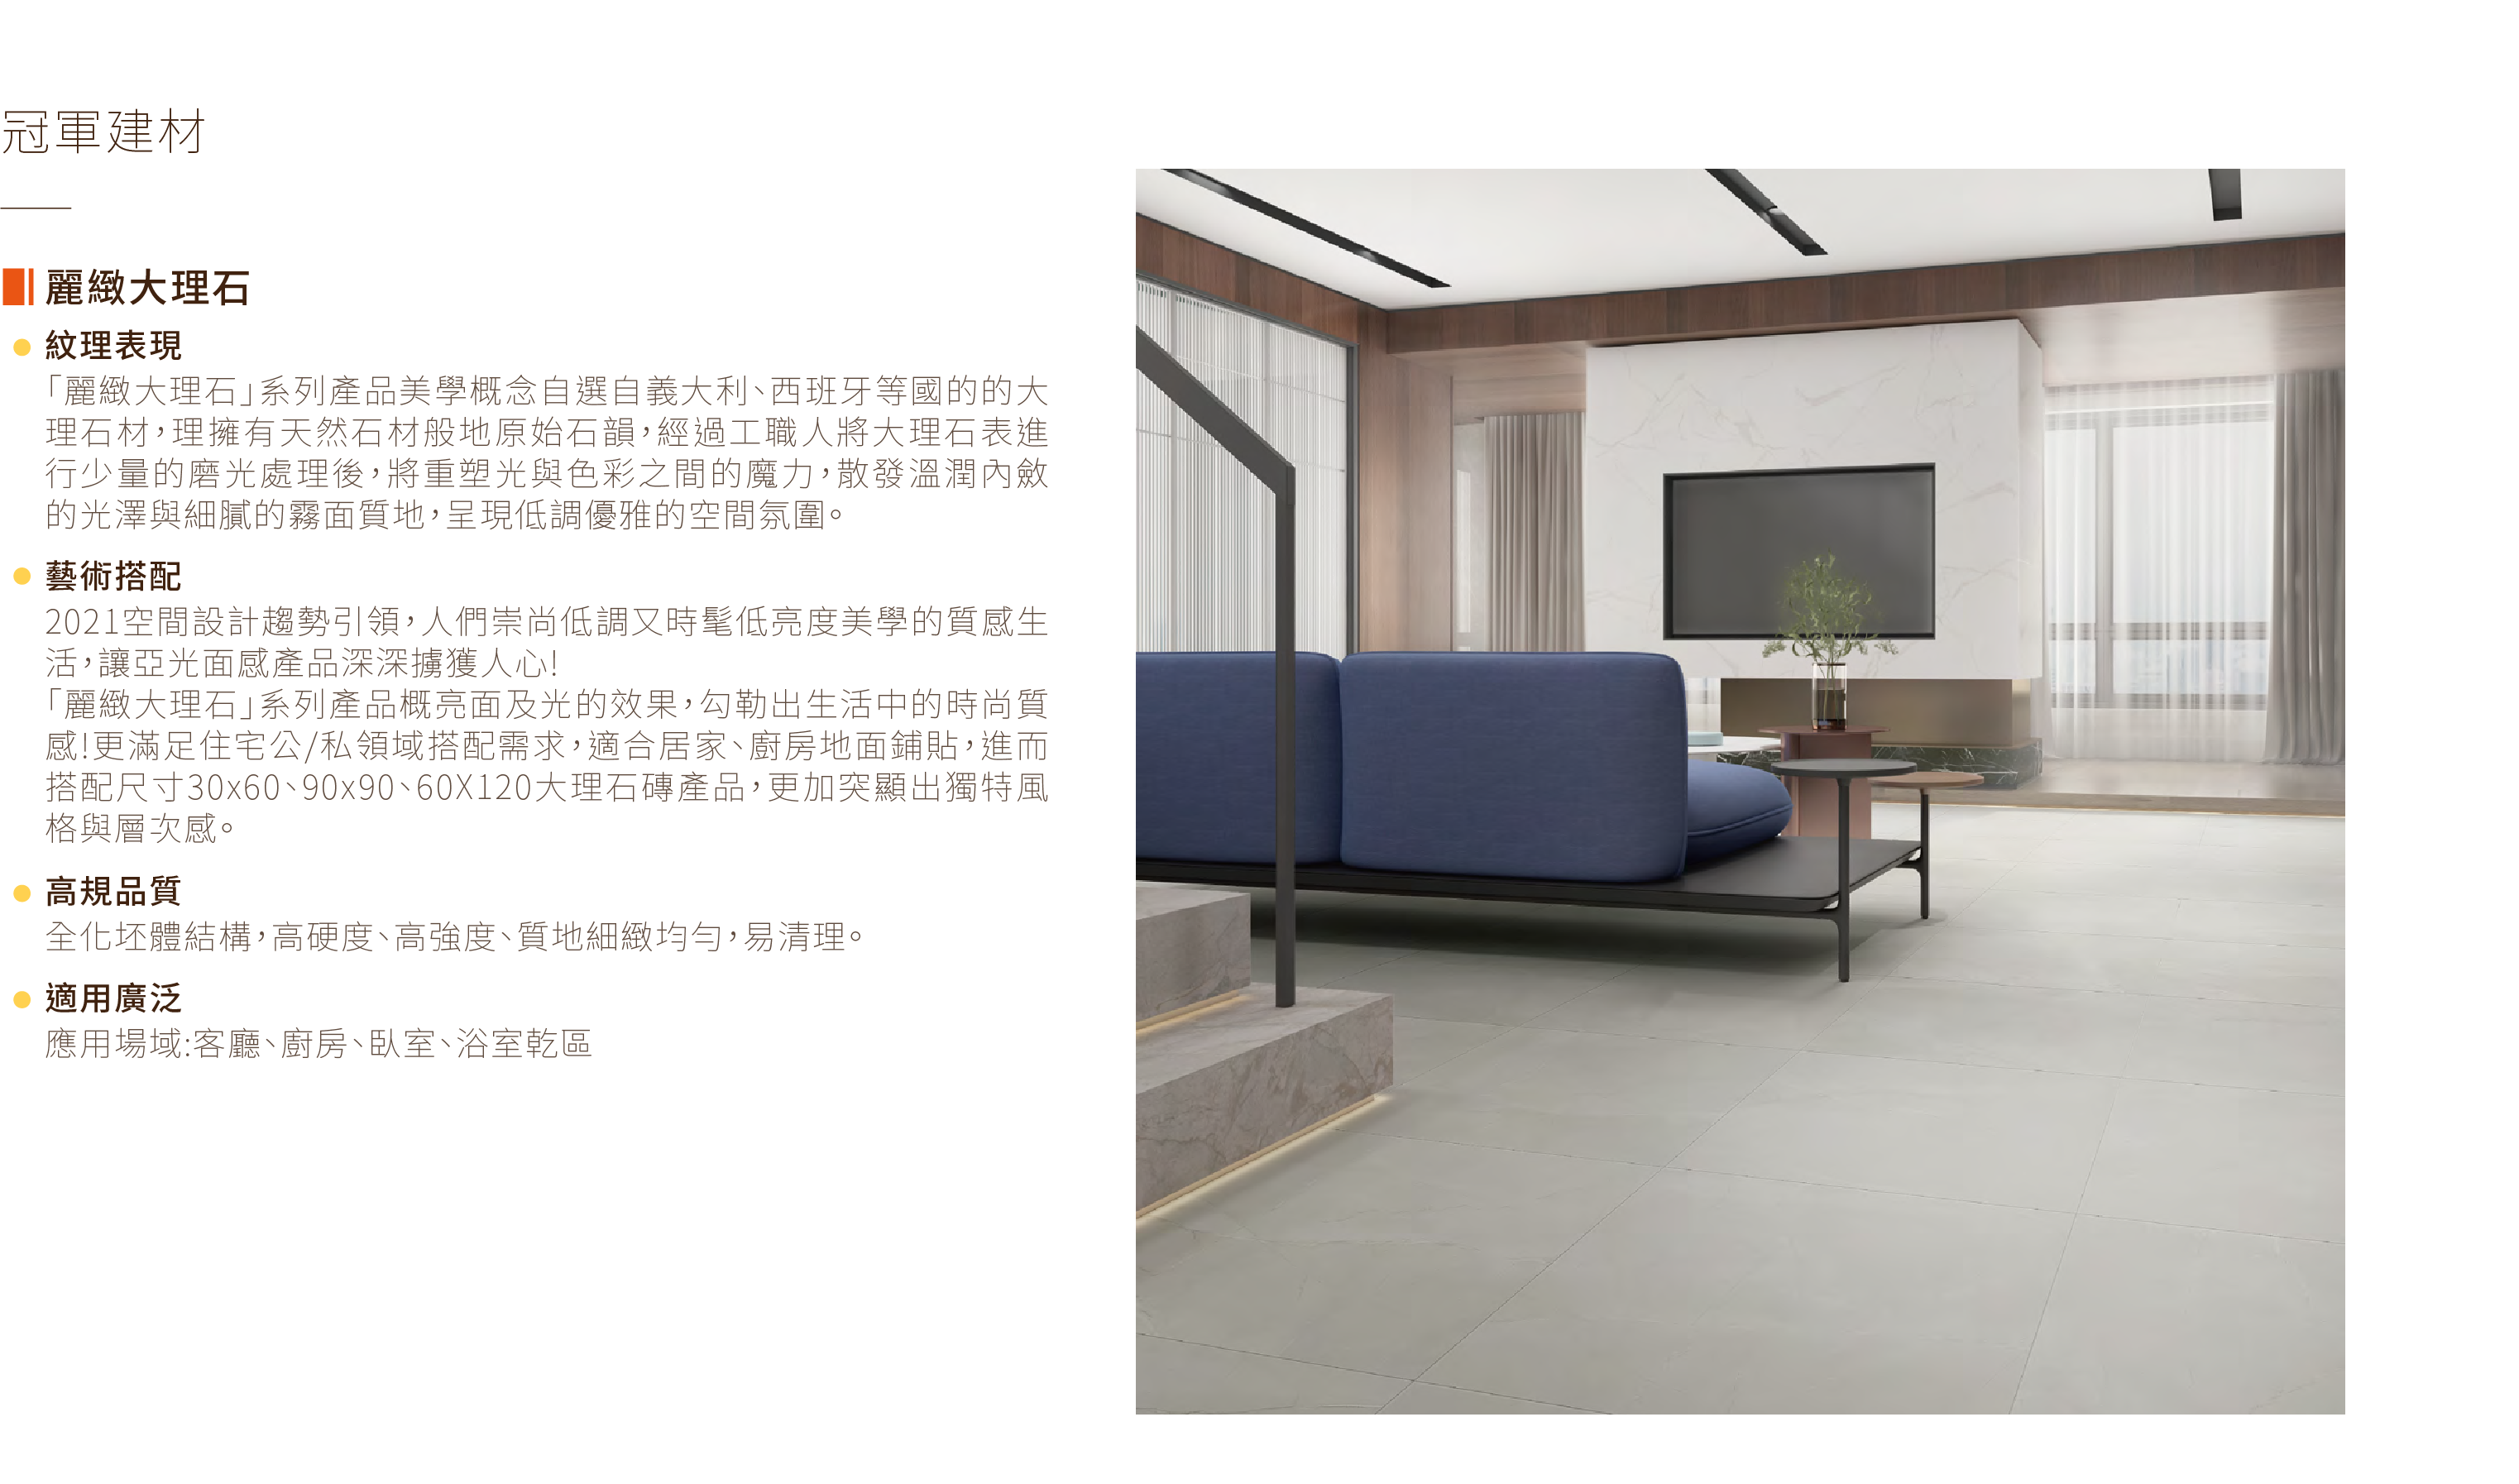 冠軍建材
麗緻大理石
紋理表現
「麗緻大理石」系列產品美學概念自選自義大利、西班牙等國的的大
理石材，理擁有天然石材般地原始石韻，經過工職人將大理石表進
行少量的磨光處理後，將重塑光與色彩之間的魔力，散發溫潤內斂
的光澤與細膩的霧面質地，呈現低調優雅的空間氛圍。
藝術搭配
2021空間設計趨勢引領，人們崇尚低調又時髦低亮度美學的質感生
活，讓亞光面感產品深深擄獲人心!
「麗緻大理石」系列產品概亮面及光的效果，勾勒出生活中的時尚質
感!更滿足住宅公/私領域搭配需求，適合居家、廚房地面鋪貼，進而
搭配尺寸30x60、90x90、60X120大理石磚產品，更加突顯出獨特風
格與層次感。
高規品質
全化坯體結構，高硬度、高強度、質地細緻均勻，易清理。
適用廣泛
應用場域:客廳、廚房、臥室、浴室乾區